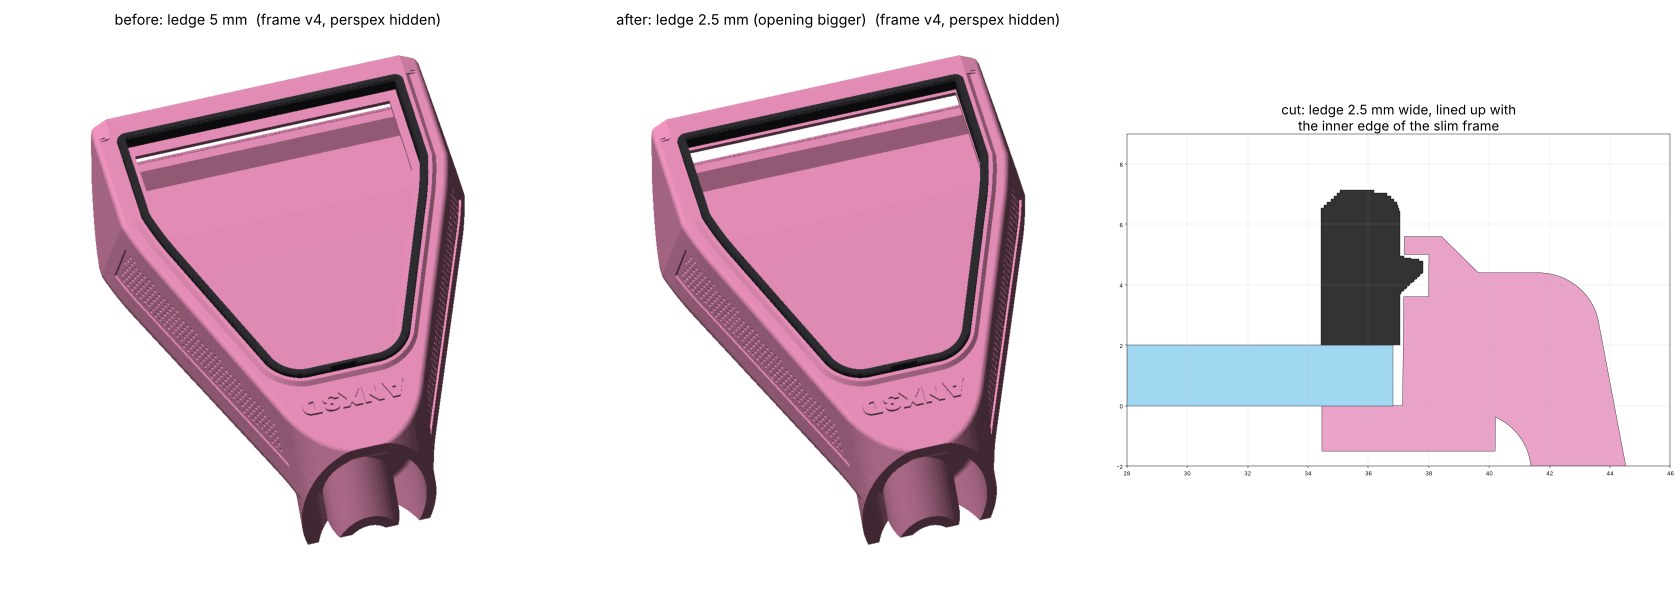 before: ledge 5 mm  (frame v4, perspex hidden)
after: ledge 2.5 mm (opening bigger)  (frame v4, perspex hidden)
cut: ledge 2.5 mm wide, lined up with
the inner edge of the slim frame
ANX3D
ANX3D
8
6
4
2
0
−2
28
30
32
34
36
38
40
42
44
46